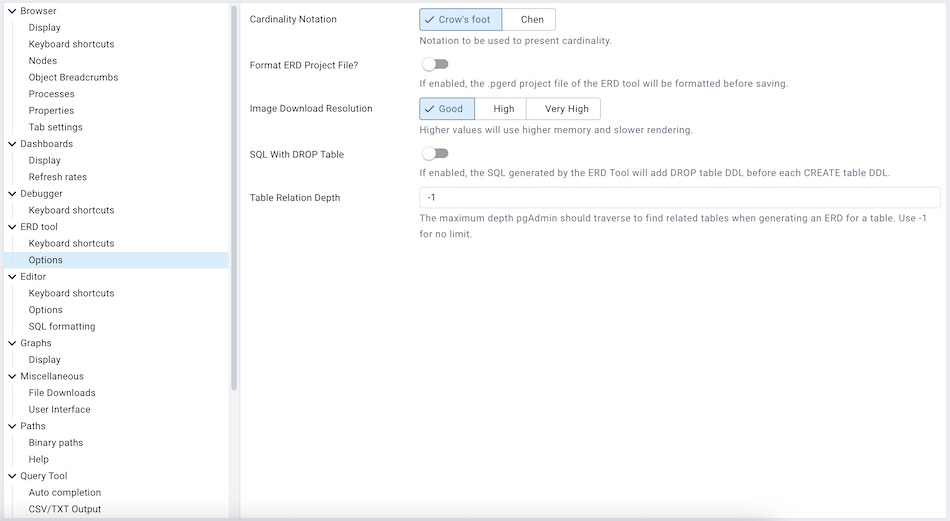 Browser
Display
Keyboard shortcuts
Nodes
Object Breadcrumbs
Processes
Properties
Tab settings
Dashboards
Display
Refresh rates
Debugger
Keyboard shortcuts
ERD tool
Keyboard shortcuts
Options
Editor
Keyboard shortcuts
Options
SQL formatting
Graphs
Display
Miscellaneous
File Downloads
User Interface
Paths
Binary paths
Help
Query Tool
Auto completion
CSV/TXT Output
Cardinality Notation
Crow's foot Chen
Notation to be used to present cardinality.
Format ERD Project File?
If enabled, the .pgerd project file of the ERD tool will be formatted before saving.
Image Download Resolution
Good High Very High
Higher values will use higher memory and slower rendering.
SQL With DROP Table
If enabled, the SQL generated by the ERD Tool will add DROP table DDL before each CREATE table DDL.
Table Relation Depth
-1
The maximum depth pgAdmin should traverse to find related tables when generating an ERD for a table. Use -1
for no limit.